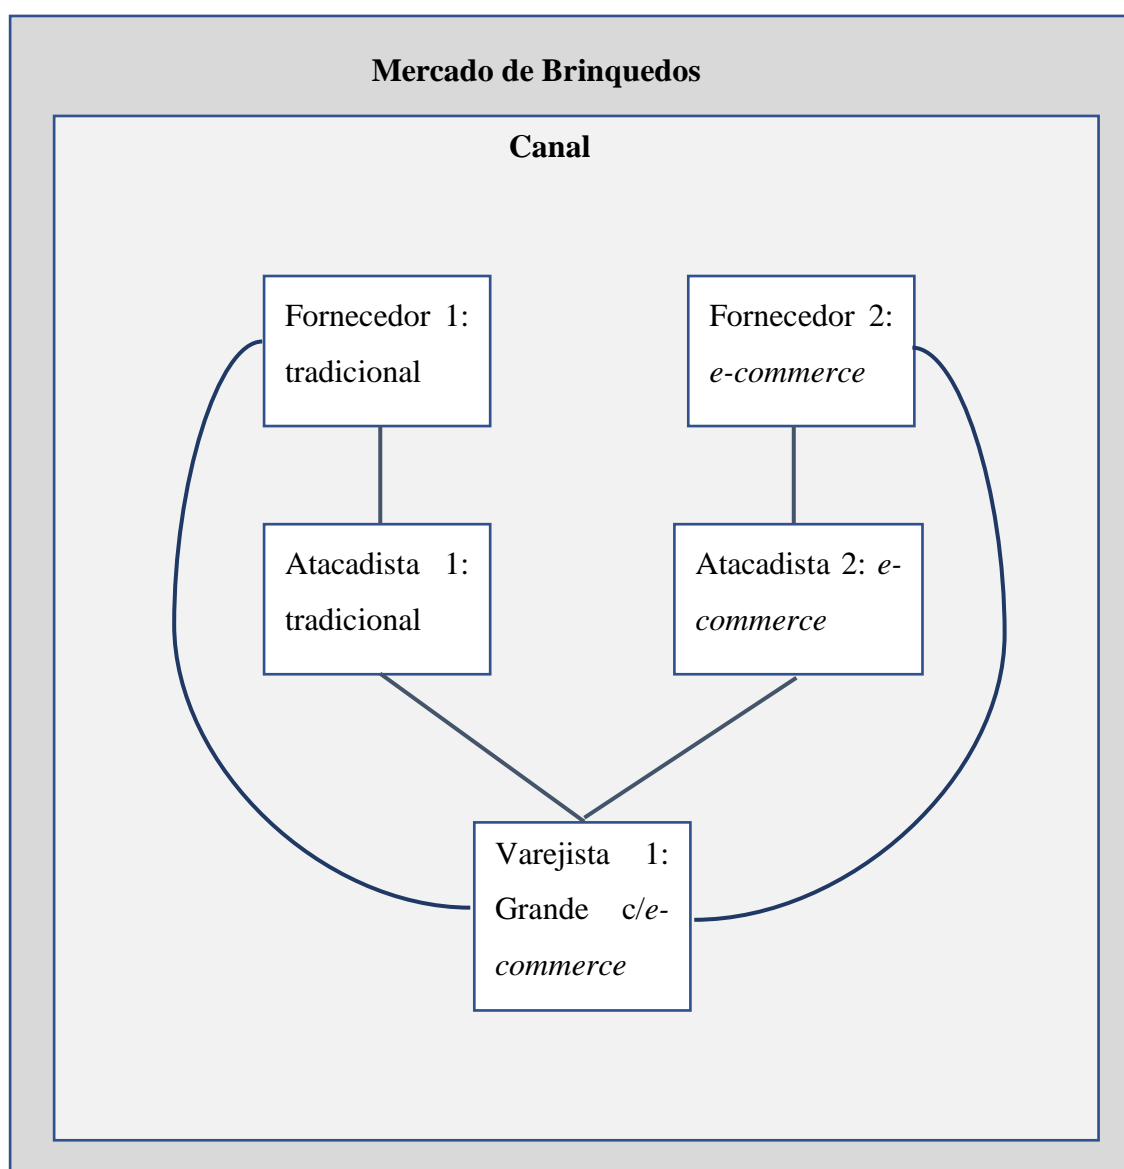 Mercado de Brinquedos
Canal
Fornecedor 1:
tradicional
Fornecedor 2:
e-commerce
Atacadista 1:
tradicional
Atacadista 2: e-
commerce
Varejista 1:
Grande c/e-
commerce